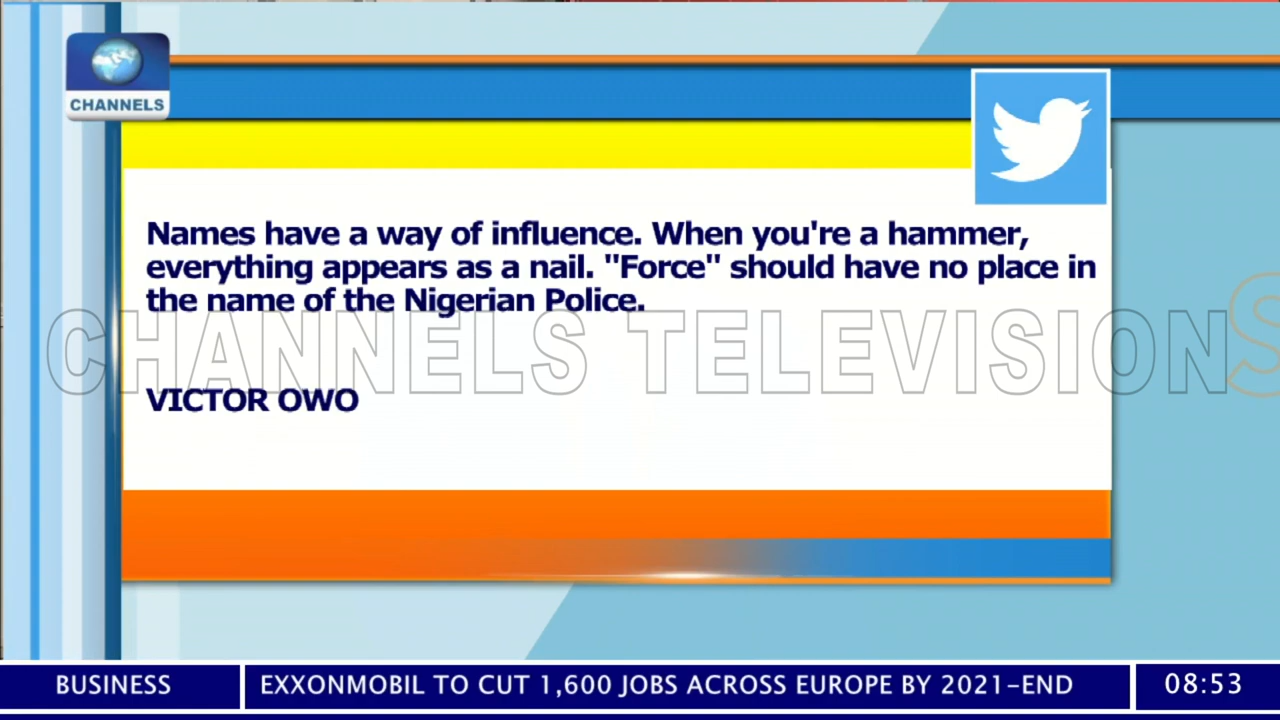 CHANNELS
Names have a way of influence. When you're a hammer,
everything appears as a nail. "Force" should have no place in
the name of the Nigerian Police.
CHANNELS TELEVISION S
VICTOR OWO
BUSINESS
EXXONMOBIL TO CUT 1,600 JOBS ACROSS EUROPE BY 2021-END
08:53